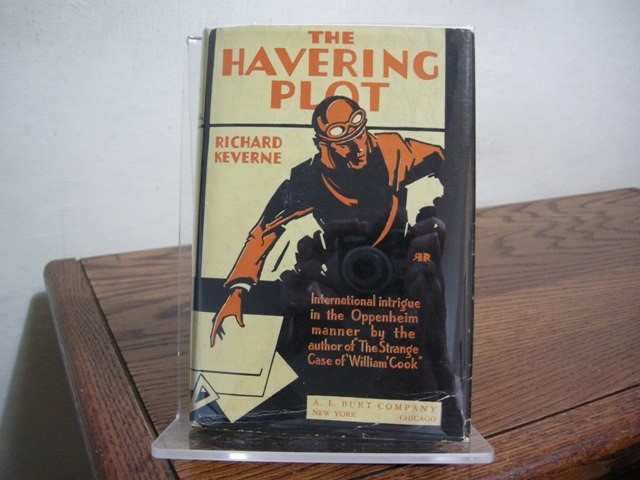 THE
HAVERING
PLOT
RICHARD
KEVERNE
International intrigue
in the Oppenheim
manner by the
author of "The Strange
Case of 'William' Cook"
A. L. BURT COMPANY
NEW YORK CHICAGO